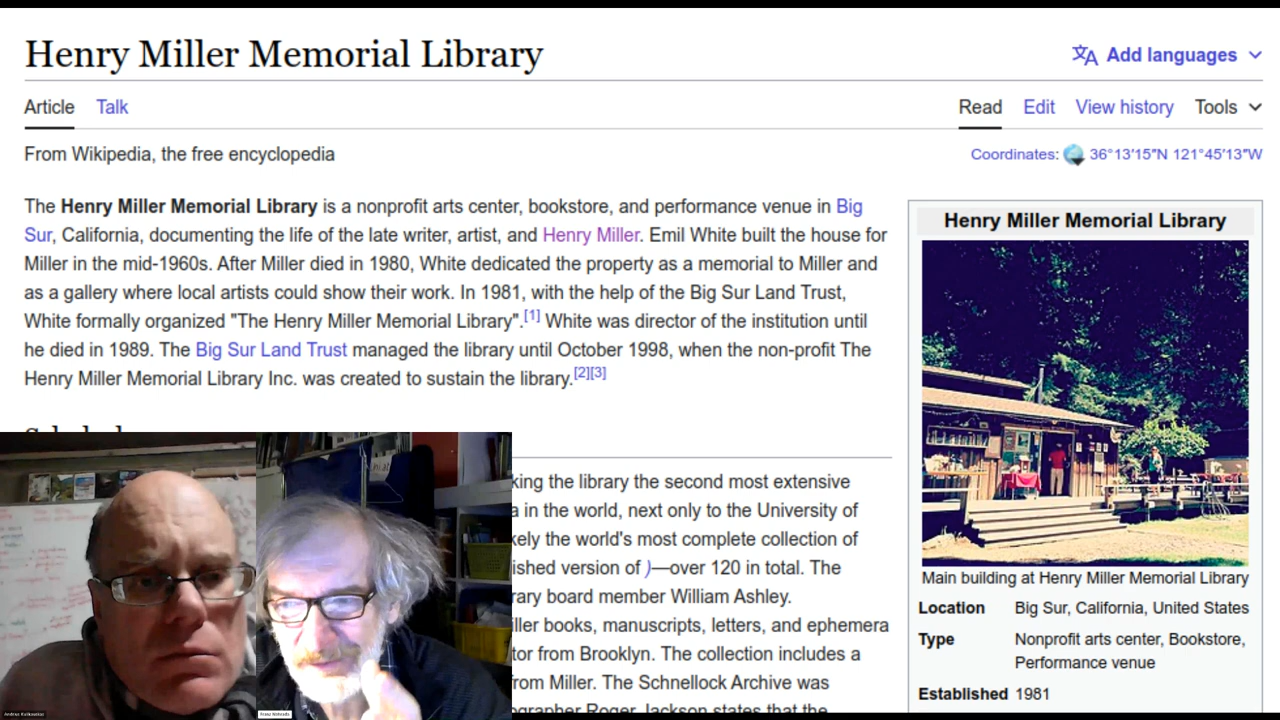 Henry Miller Memorial Library
Add languages
Article Talk
Read Edit View history Tools
From Wikipedia, the free encyclopedia
Coordinates: 36°13′15″N 121°45′13″W
The Henry Miller Memorial Library is a nonprofit arts center, bookstore, and performance venue in Big
Sur, California, documenting the life of the late writer, artist, and Henry Miller. Emil White built the house for
Miller in the mid-1960s. After Miller died in 1980, White dedicated the property as a memorial to Miller and
as a gallery where local artists could show their work. In 1981, with the help of the Big Sur Land Trust,
White formally organized "The Henry Miller Memorial Library".[1] White was director of the institution until
he died in 1989. The Big Sur Land Trust managed the library until October 1998, when the non-profit The
Henry Miller Memorial Library Inc. was created to sustain the library.[2][3]
king the library the second most extensive
a in the world, next only to the University of
kely the world's most complete collection of
ished version of )—over 120 in total. The
rary board member William Ashley.
iller books, manuscripts, letters, and ephemera
tor from Brooklyn. The collection includes a
from Miller. The Schnellock Archive was
ographer Roger Jackson states that the
Henry Miller Memorial Library
Main building at Henry Miller Memorial Library
Location Big Sur, California, United States
Type Nonprofit arts center, Bookstore,
Performance venue
Established 1981